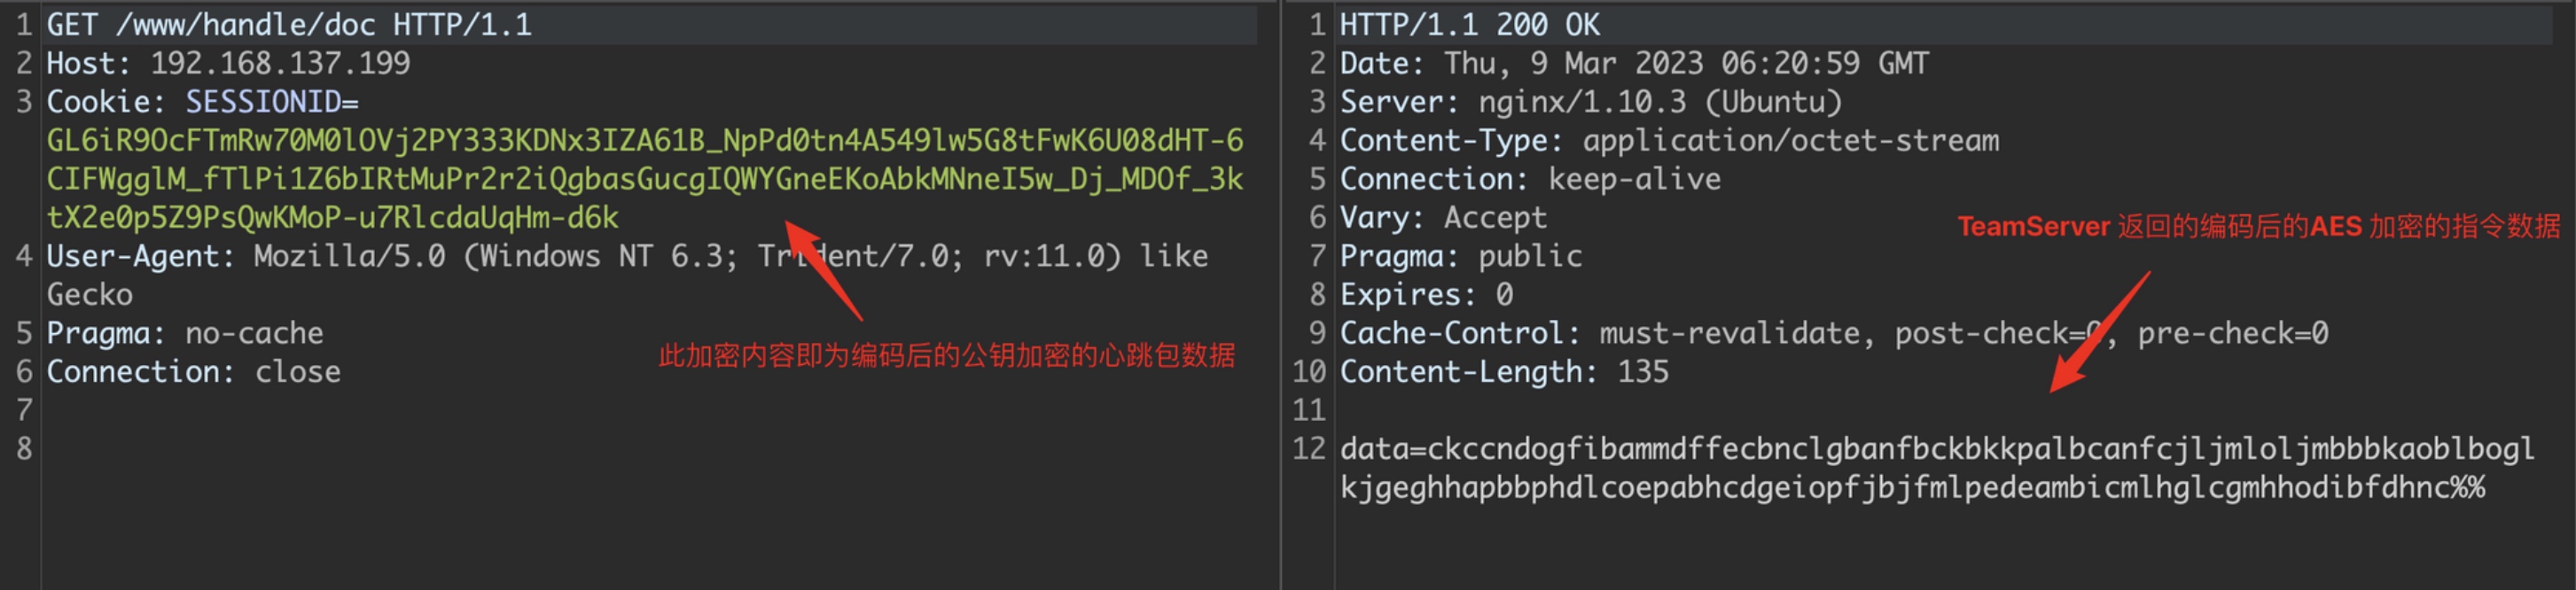 1 GET /www/handle/doc HTTP/1.1
2 Host: 192.168.137.199
3 Cookie: SESSIONID=
GL6iR9OcFTmRw70M0lOVj2PY333KDNx3IZA61B_NpPd0tn4A549lw5G8tFwK6U08dHT-6
CIFWgglM_fTlPi1Z6bIRtMuPr2r2iQgbasGucgIQWYGneEKoAbkMNneI5w_Dj_MDOf_3k
tX2e0p5Z9PsQwKMoP-u7RlcdaUqHm-d6k
4 User-Agent: Mozilla/5.0 (Windows NT 6.3; Trident/7.0; rv:11.0) like
Gecko
5 Pragma: no-cache
此加密内容即为编码后的公钥加密的心跳包数据
6 Connection: close
7
8
1 HTTP/1.1 200 OK
2 Date: Thu, 9 Mar 2023 06:20:59 GMT
3 Server: nginx/1.10.3 (Ubuntu)
4 Content-Type: application/octet-stream
5 Connection: keep-alive
6 Vary: Accept
TeamServer 返回的编码后的AES 加密的指令数据
7 Pragma: public
8 Expires: 0
9 Cache-Control: must-revalidate, post-check=0, pre-check=0
10 Content-Length: 135
11
12 data=ckccndogfibammdffecbnclgbanfbckbkkpalbcanfcjljmloljmbbbkaoblbogl
kjgeghhapbbphdlcoepabhcdgeiopfjbjfmlpedeambicmlhglcgmhhodibfdhnc%%